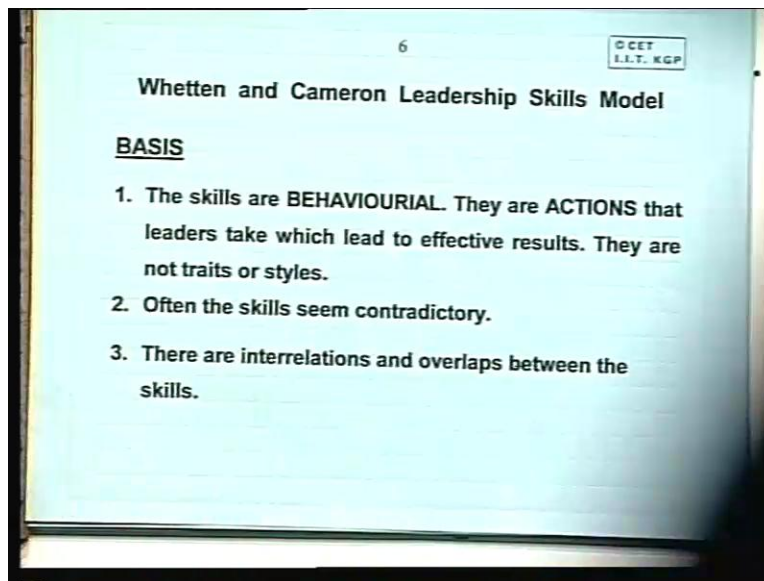 6
© CET
I.I.T. KGP
Whetten and Cameron Leadership Skills Model
BASIS
1. The skills are BEHAVIOURIAL. They are ACTIONS that
leaders take which lead to effective results. They are
not traits or styles.
2. Often the skills seem contradictory.
3. There are interrelations and overlaps between the
skills.